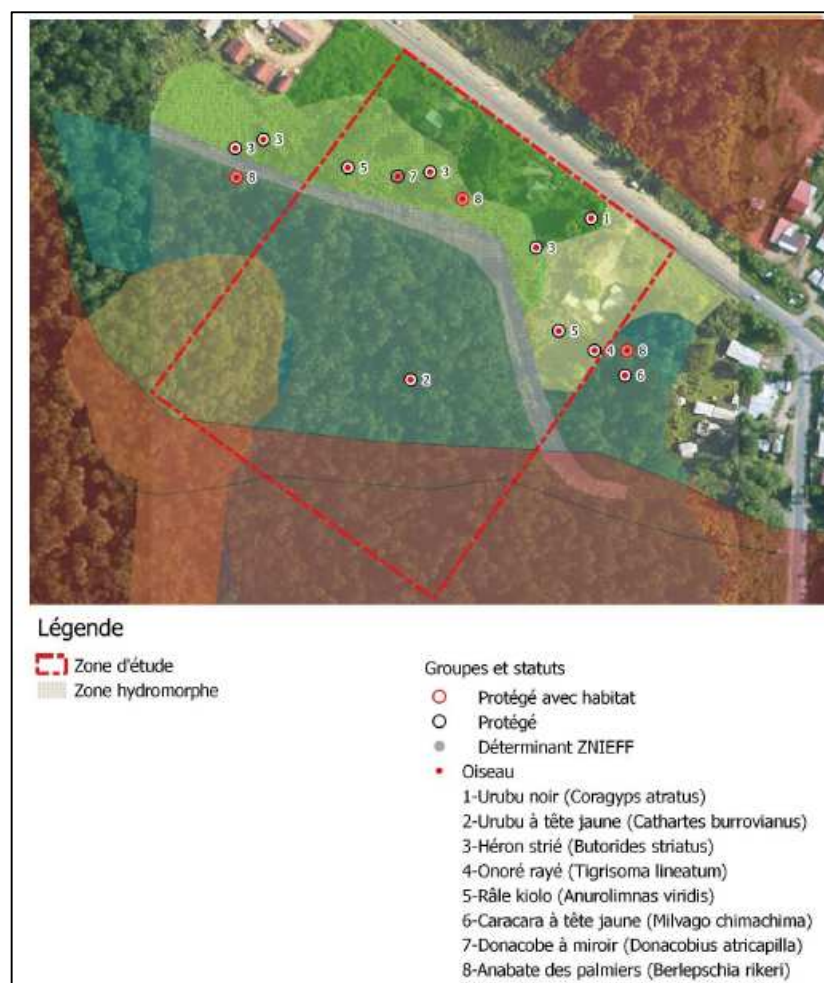 3
3
8
5
7
3
8
1
3
5
4
8
6
2
Légende
Zone d'étude
Zone hydromorphe
Groupes et statuts
Protégé avec habitat
Protégé
Déterminant ZNIEFF
Oiseau
1-Urubu noir (Coragyps atratus)
2-Urubu à tête jaune (Cathartes burrovianus)
3-Héron strié (Butorides striatus)
4-Onoré rayé (Tigrisoma lineatum)
5-Râle kiolo (Anurolimnas viridis)
6-Caracara à tête jaune (Milvago chimachima)
7-Donacobe à miroir (Donacobius atricapilla)
8-Anabate des palmiers (Berlepschia rikeri)